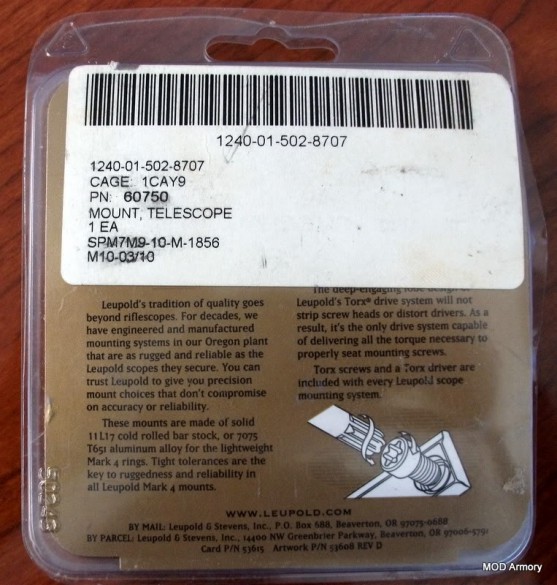 1240-01-502-8707
1240-01-502-8707
CAGE: 1CAY9
PN: 60750
MOUNT, TELESCOPE
1 EA
SPM7M9-10-M-1856
M10-03/10
Leupold's tradition of quality goes
beyond riflescopes. For decades, we
have engineered and manufactured
mounting systems in our Oregon plant
that are as rugged and reliable as the
Leupold scopes they secure. You can
trust Leupold to give you precision
mount choices that don't compromise
on accuracy or reliability.
These mounts are made of solid
11L17 cold rolled bar stock, or 7075
T651 aluminum alloy for the lightweight
Mark 4 rings. Tight tolerances are the
key to ruggedness and reliability in
all Leupold Mark 4 mounts.
The deep-engaging lobe design of
Leupold's Torx® drive system will not
strip screw heads or distort drivers. As a
result, it's the only drive system capable
of delivering all the torque necessary to
properly seat mounting screws.
Torx screws and a Torx driver are
included with every Leupold scope
mounting system.
WWW.LEUPOLD.COM
BY MAIL: Leupold & Stevens, Inc., P.O. Box 688, Beaverton, OR 97075-0688
BY PARCEL: Leupold & Stevens, Inc., 14400 NW Greenbrier Parkway, Beaverton, OR 97006-5791
Card P/N 53615 Artwork P/N 53608 REV D
MOD Armory